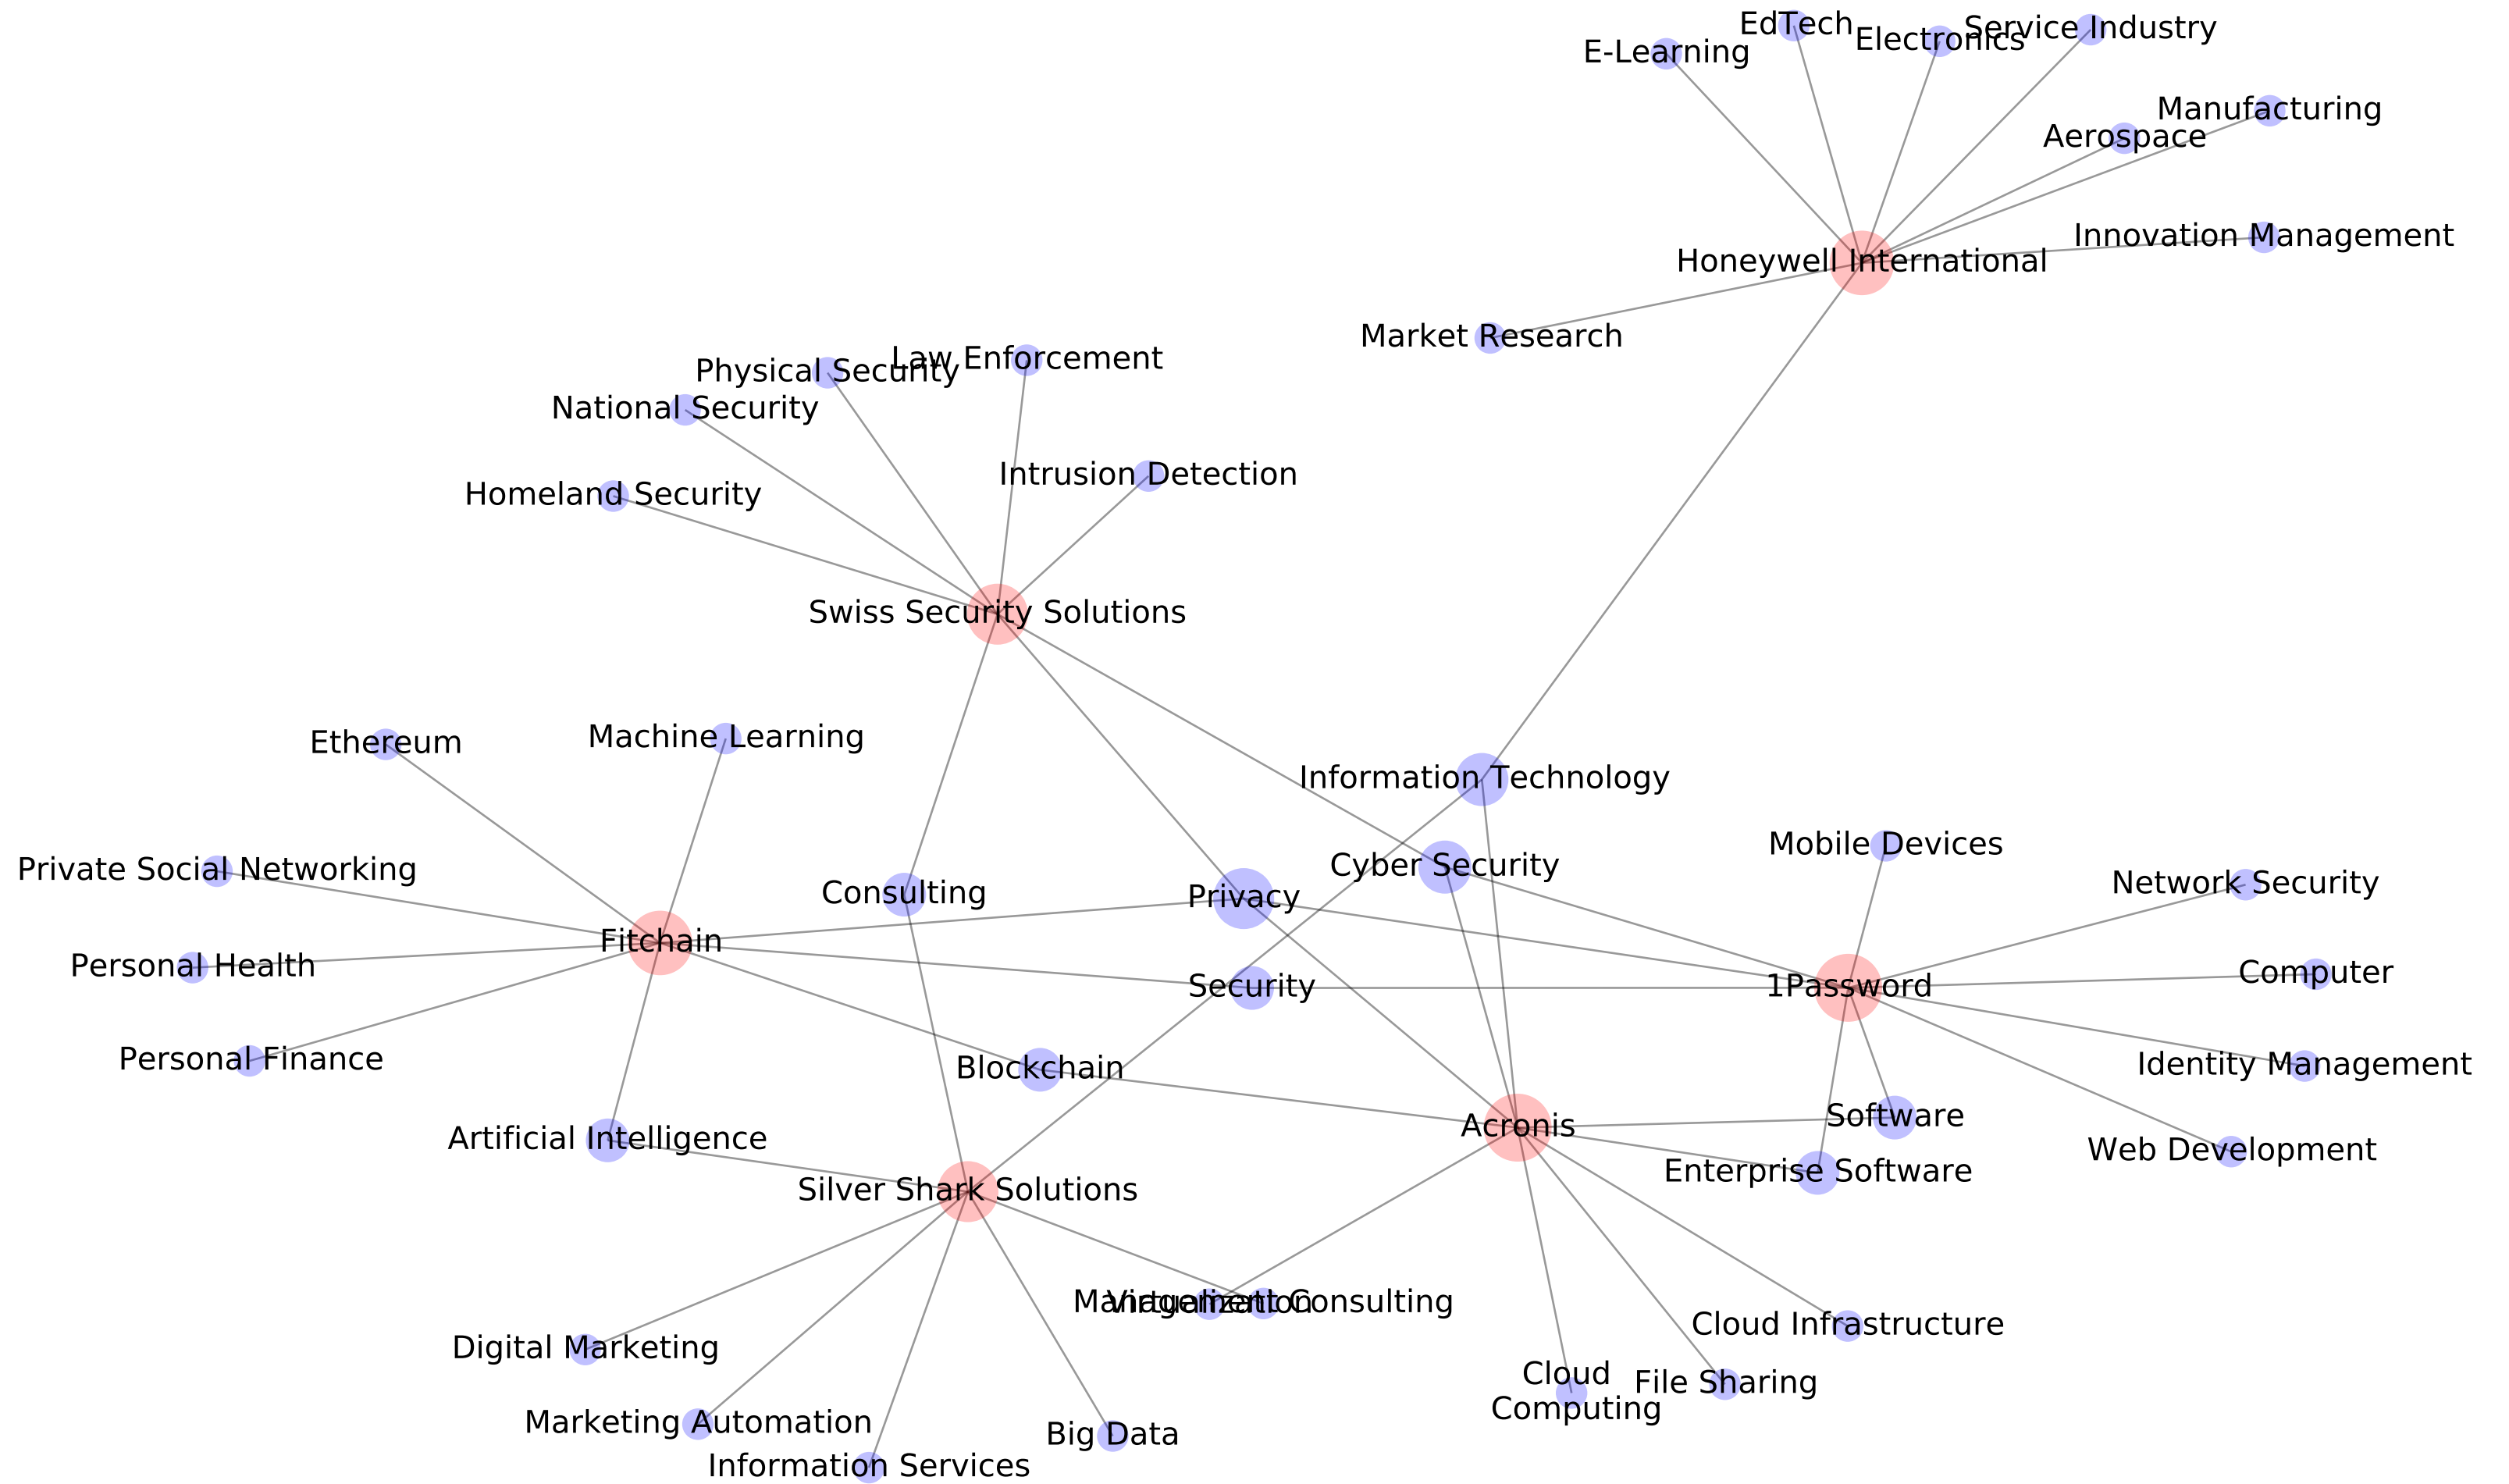 EdTech
Service Industry
Electronics
E-Learning
Manufacturing
Aerospace
Innovation Management
Honeywell International
Market Research
Law Enforcement
Physical Security
National Security
Intrusion Detection
Homeland Security
Swiss Security Solutions
Machine Learning
Ethereum
Information Technology
Mobile Devices
Cyber Security
Private Social Networking
Network Security
Consulting
Privacy
Fitchain
Personal Health
Computer
Security
1Password
Personal Finance
Identity Management
Blockchain
Software
Acronis
Artificial Intelligence
Web Development
Enterprise Software
Silver Shark Solutions
Management Consulting
Virtualization
Cloud Infrastructure
Digital Marketing
Cloud
Computing
File Sharing
Marketing Automation
Big Data
Information Services